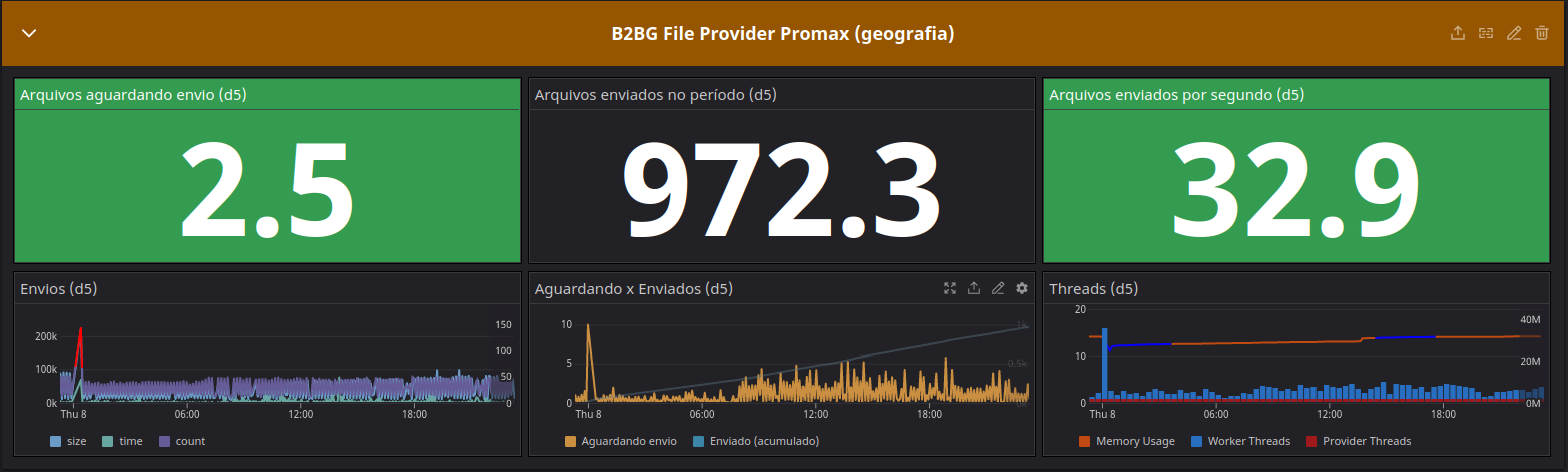 B2BG File Provider Promax (geografia)
Arquivos aguardando envio (d5)
2.5
Arquivos enviados no período (d5)
972.3
Arquivos enviados por segundo (d5)
32.9
Envios (d5)
200k
100k
0k
150
100
50
0
Thu 8
06:00
12:00
18:00
size
time
count
Aguardando x Enviados (d5)
10
5
0
1k
0.5k
0k
Thu 8
06:00
12:00
18:00
Aguardando envio
Enviado (acumulado)
Threads (d5)
20
10
0
40M
20M
0M
Thu 8
06:00
12:00
18:00
Memory Usage
Worker Threads
Provider Threads